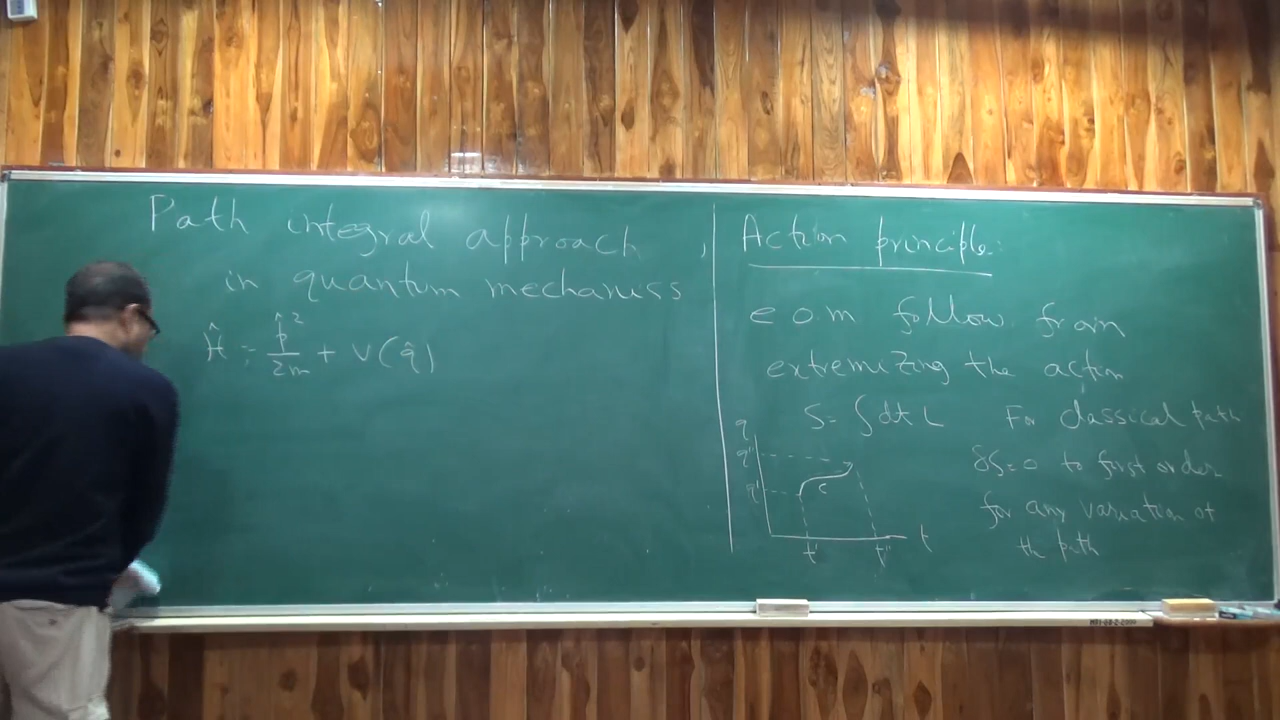 Path integral approach,
in quantum mechanics
Ĥ = p̂²/2m + V(q̂)
Action principle:
e o m follow from
extremizing the action
S = ∫dt L
For classical path
δS=0 to first order
for any variation of
the path
q
q''
q'
c
t'
t''
t